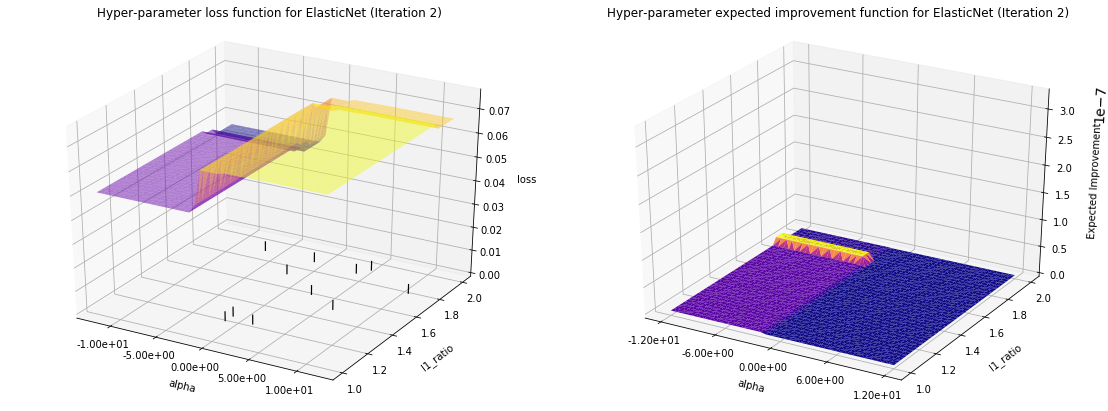 Hyper-parameter loss function for ElasticNet (Iteration 2)
0.07
0.06
0.05
0.04
0.03
0.02
0.01
0.00
loss
2.0
1.8
1.6
1.4
1.2
1.0
l1_ratio
-1.00e+01
-5.00e+00
0.00e+00
5.00e+00
1.00e+01
alpha
Hyper-parameter expected improvement function for ElasticNet (Iteration 2)
1e−7
3.0
2.5
2.0
1.5
1.0
0.5
0.0
Expected Improvement
2.0
1.8
1.6
1.4
1.2
1.0
l1_ratio
-1.20e+01
-6.00e+00
0.00e+00
6.00e+00
1.20e+01
alpha